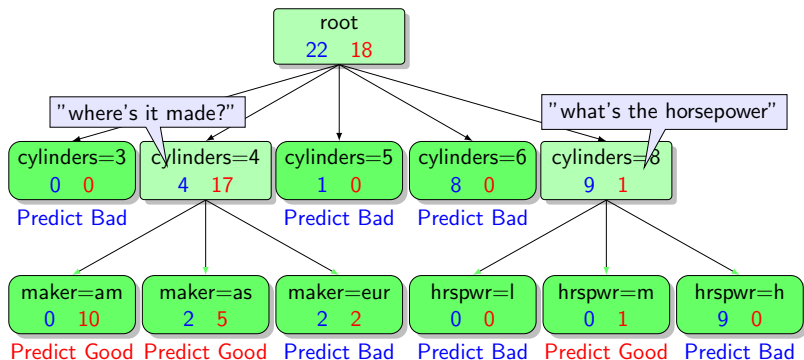 root
22 18
"where's it made?"
"what's the horsepower"
cylinders=3
0 0
Predict Bad
cylinders=4
4 17
cylinders=5
1 0
Predict Bad
cylinders=6
8 0
Predict Bad
cylinders=8
9 1
maker=am
0 10
Predict Good
maker=as
2 5
Predict Good
maker=eur
2 2
Predict Bad
hrspwr=l
0 0
Predict Bad
hrspwr=m
0 1
Predict Good
hrspwr=h
9 0
Predict Bad